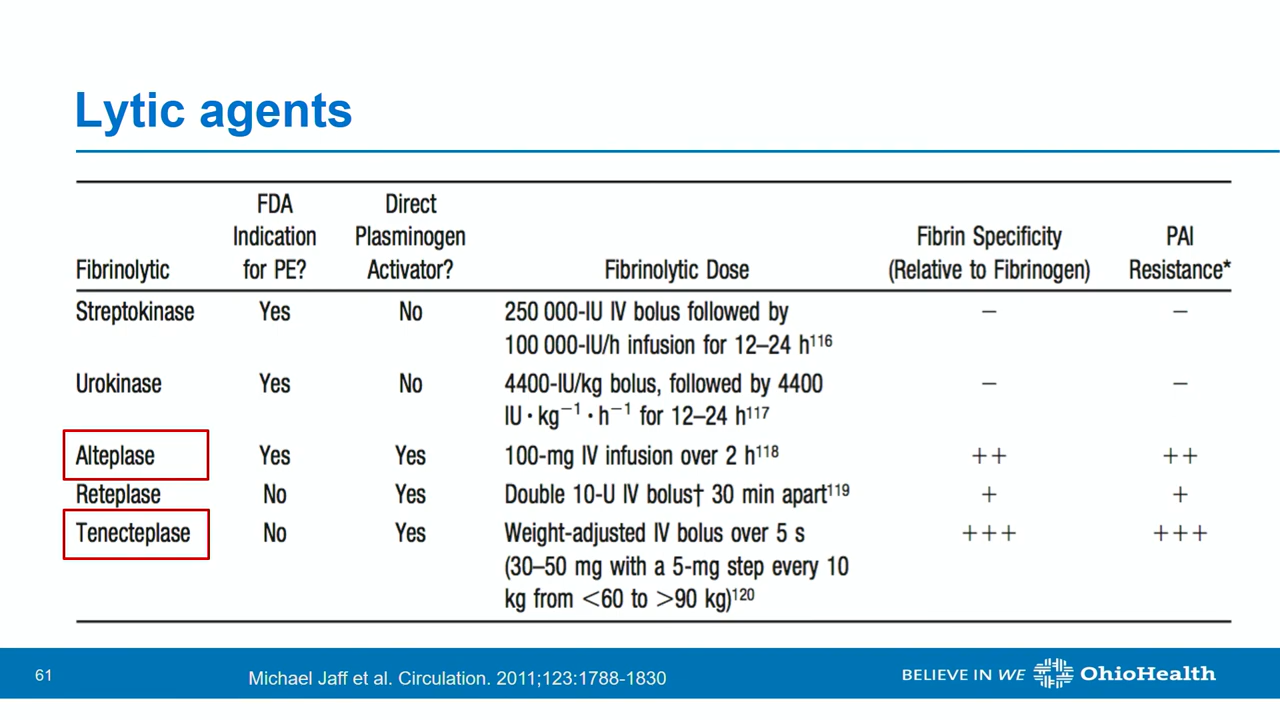 Lytic agents
FDA
Direct
Indication
Plasminogen
Fibrin Specificity
PAI
Fibrinolytic
for PE?
Activator?
Fibrinolytic Dose
(Relative to Fibrinogen)
Resistance*
Streptokinase Yes No 250 000-IU IV bolus followed by − −
100 000-IU/h infusion for 12–24 h¹¹⁶
Urokinase Yes No 4400-IU/kg bolus, followed by 4400 − −
IU·kg⁻¹·h⁻¹ for 12–24 h¹¹⁷
Alteplase Yes Yes 100-mg IV infusion over 2 h¹¹⁸ ++ ++
Reteplase No Yes Double 10-U IV bolus† 30 min apart¹¹⁹ + +
Tenecteplase No Yes Weight-adjusted IV bolus over 5 s +++ +++
(30–50 mg with a 5-mg step every 10
kg from <60 to >90 kg)¹²⁰
61
Michael Jaff et al. Circulation. 2011;123:1788-1830
BELIEVE IN WE OhioHealth